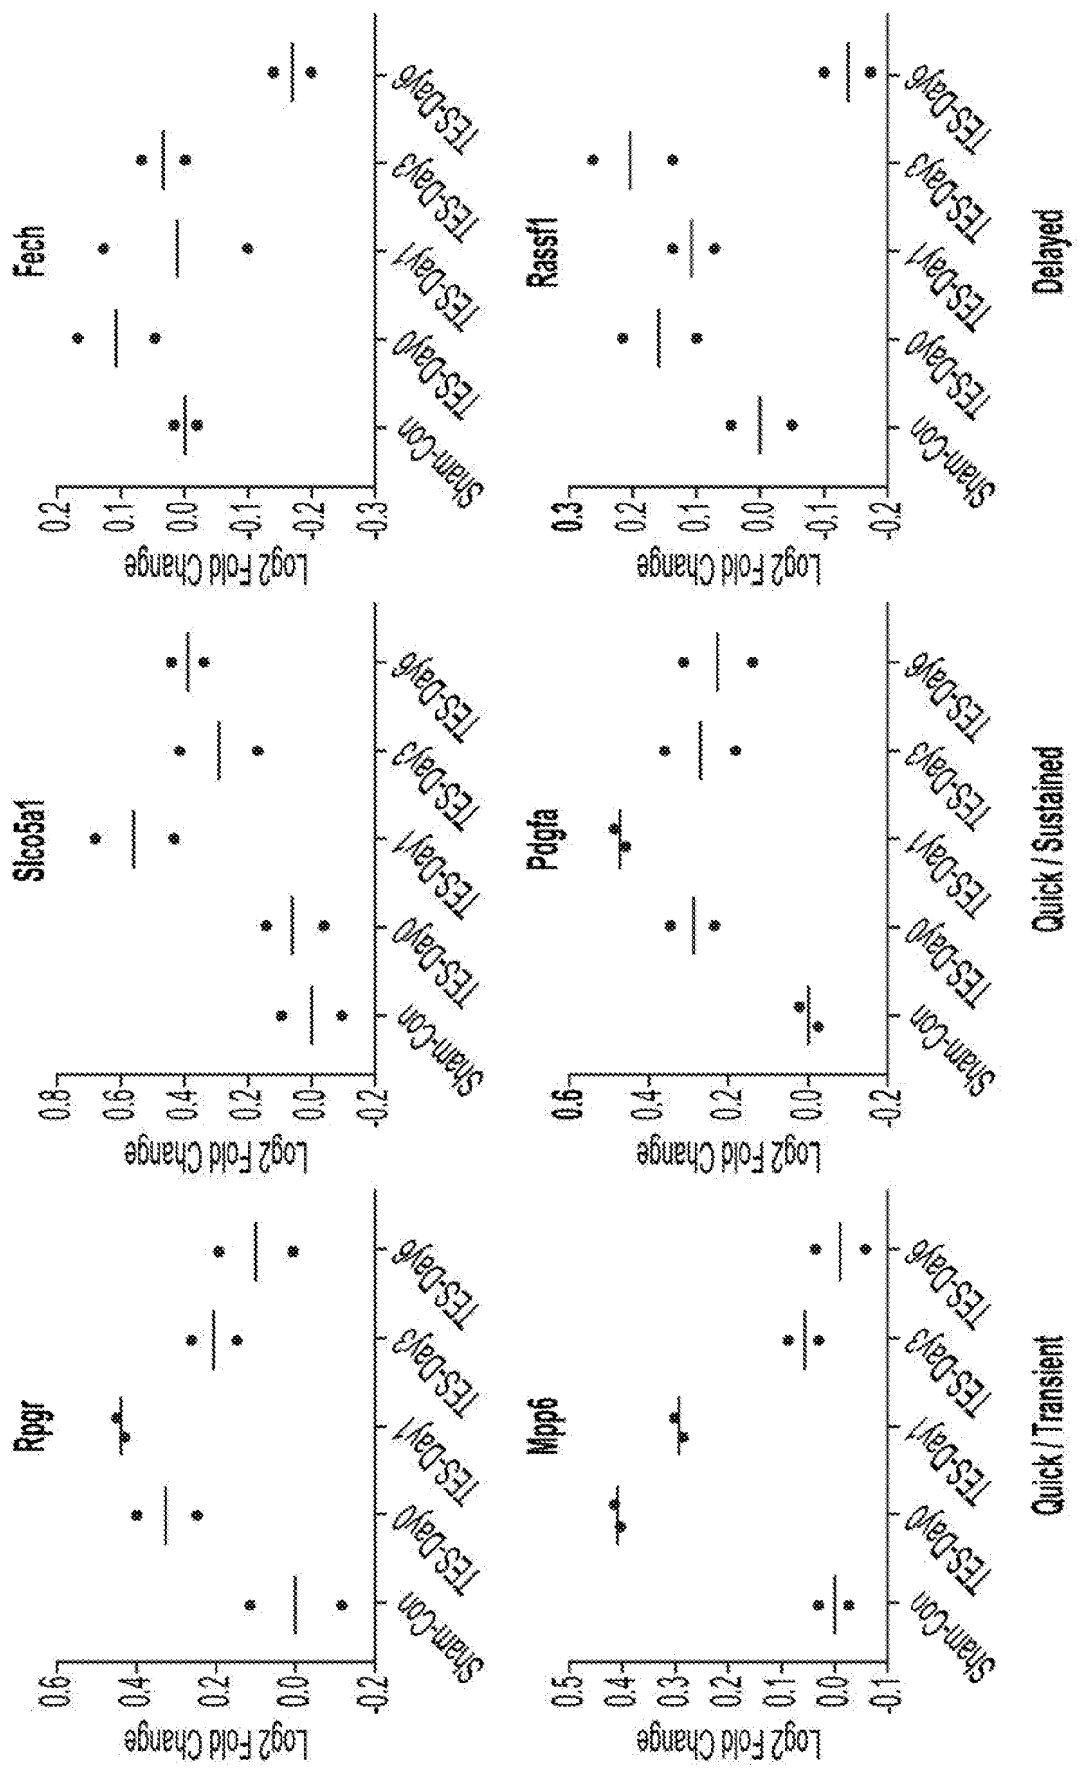 Rpgr
Log2 Fold Change
0.6
0.4
0.2
0.0
-0.2
Sham-Con
TES-Day0
TES-Day1
TES-Day3
TES-Day6
Slco5a1
Log2 Fold Change
0.8
0.6
0.4
0.2
0.0
-0.2
Sham-Con
TES-Day0
TES-Day1
TES-Day3
TES-Day6
Fech
Log2 Fold Change
0.2
0.1
0.0
-0.1
-0.2
-0.3
Sham-Con
TES-Day0
TES-Day1
TES-Day3
TES-Day6
Mpp6
Log2 Fold Change
0.5
0.4
0.3
0.2
0.1
0.0
-0.1
Sham-Con
TES-Day0
TES-Day1
TES-Day3
TES-Day6
Pdgfa
Log2 Fold Change
0.6
0.4
0.2
0.0
-0.2
Sham-Con
TES-Day0
TES-Day1
TES-Day3
TES-Day6
Rassf1
Log2 Fold Change
0.3
0.2
0.1
0.0
-0.1
-0.2
Sham-Con
TES-Day0
TES-Day1
TES-Day3
TES-Day6
Quick / Transient
Quick / Sustained
Delayed